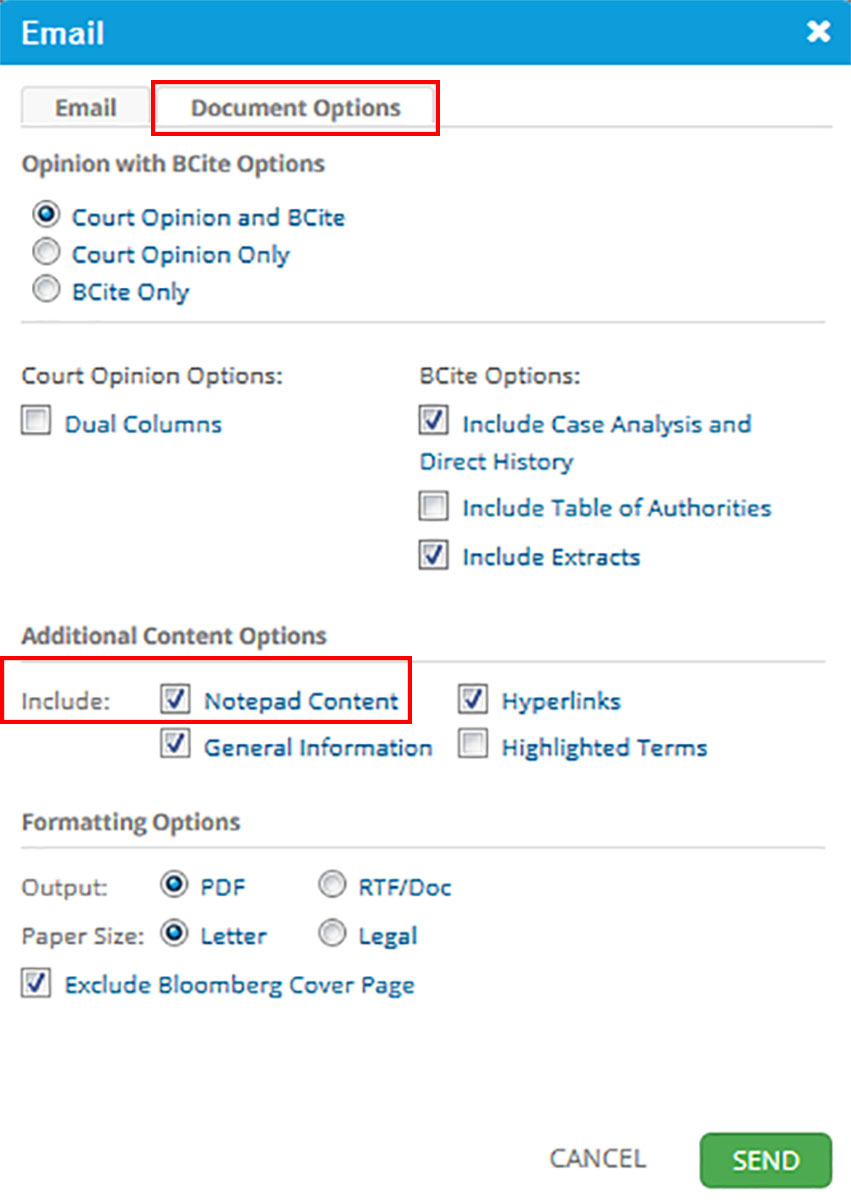 Email
Email Document Options
Opinion with BCite Options
Court Opinion and BCite
Court Opinion Only
BCite Only
Court Opinion Options:
Dual Columns
BCite Options:
Include Case Analysis and
Direct History
Include Table of Authorities
Include Extracts
Additional Content Options
Include: Notepad Content Hyperlinks
General Information Highlighted Terms
Formatting Options
Output: PDF RTF/Doc
Paper Size: Letter Legal
Exclude Bloomberg Cover Page
CANCEL SEND